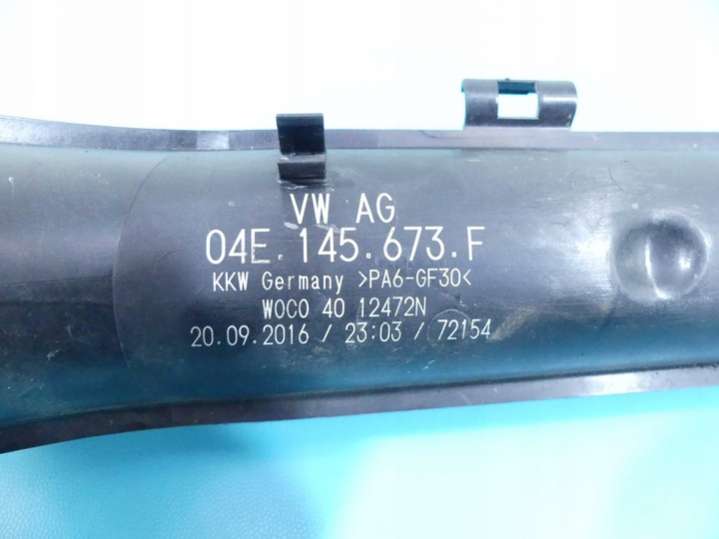 VW AG
04E.145.673.F
KKW Germany >PA6-GF30<
WOCO 40 12472N
20.09.2016 / 23:03 / 72154